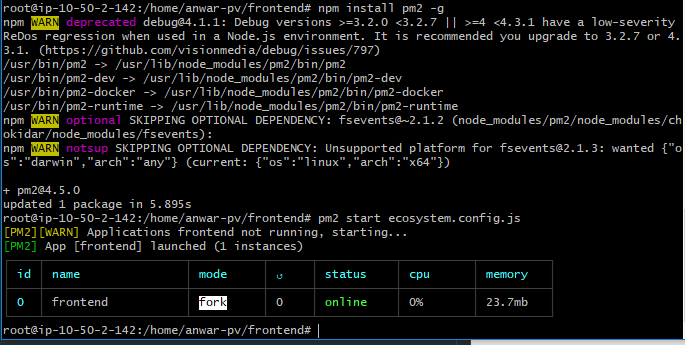 root@ip-10-50-2-142:/home/anwar-pv/frontend# npm install pm2 -g
npm WARN deprecated debug@4.1.1: Debug versions >=3.2.0 <3.2.7 || >=4 <4.3.1 have a low-severity
ReDos regression when used in a Node.js environment. It is recommended you upgrade to 3.2.7 or 4.
3.1. (https://github.com/visionmedia/debug/issues/797)
/usr/bin/pm2 -> /usr/lib/node_modules/pm2/bin/pm2
/usr/bin/pm2-dev -> /usr/lib/node_modules/pm2/bin/pm2-dev
/usr/bin/pm2-docker -> /usr/lib/node_modules/pm2/bin/pm2-docker
/usr/bin/pm2-runtime -> /usr/lib/node_modules/pm2/bin/pm2-runtime
npm WARN optional SKIPPING OPTIONAL DEPENDENCY: fsevents@~2.1.2 (node_modules/pm2/node_modules/ch
okidar/node_modules/fsevents):
npm WARN notsup SKIPPING OPTIONAL DEPENDENCY: Unsupported platform for fsevents@2.1.3: wanted {"o
s":"darwin","arch":"any"} (current: {"os":"linux","arch":"x64"})
+ pm2@4.5.0
updated 1 package in 5.895s
root@ip-10-50-2-142:/home/anwar-pv/frontend# pm2 start ecosystem.config.js
[PM2][WARN] Applications frontend not running, starting...
[PM2] App [frontend] launched (1 instances)
id name mode ↺ status cpu memory
0 frontend fork 0 online 0% 23.7mb
root@ip-10-50-2-142:/home/anwar-pv/frontend#